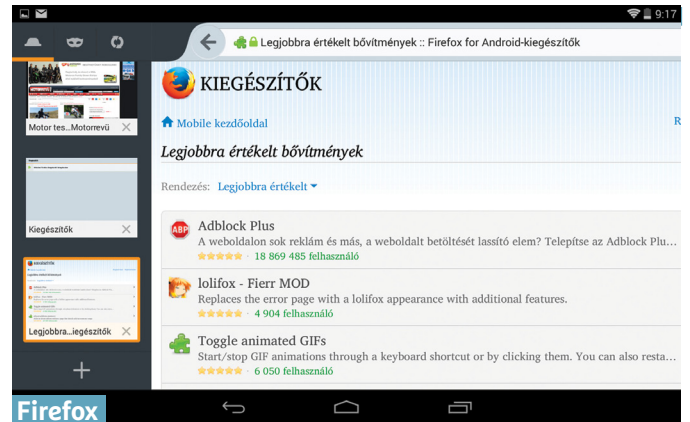 9:17
Legjobbra értékelt bővítmények :: Firefox for Android-kiegészítők
Motor tes...Motorrevü
Kiegészítők
Legjobbra...iegészítők
KIEGÉSZÍTŐK
Mobile kezdőoldal
R
Legjobbra értékelt bővítmények
Rendezés: Legjobbra értékelt
ABP
Adblock Plus
A weboldalon sok reklám és más, a weboldalt betöltését lassító elem? Telepítse az Adblock Plu...
18 869 485 felhasználó
lolifox - Fierr MOD
Replaces the error page with a lolifox appearance with additional features.
4 904 felhasználó
Toggle animated GIFs
Start/stop GIF animations through a keyboard shortcut or by clicking them. You can also resta...
6 050 felhasználó
Firefox